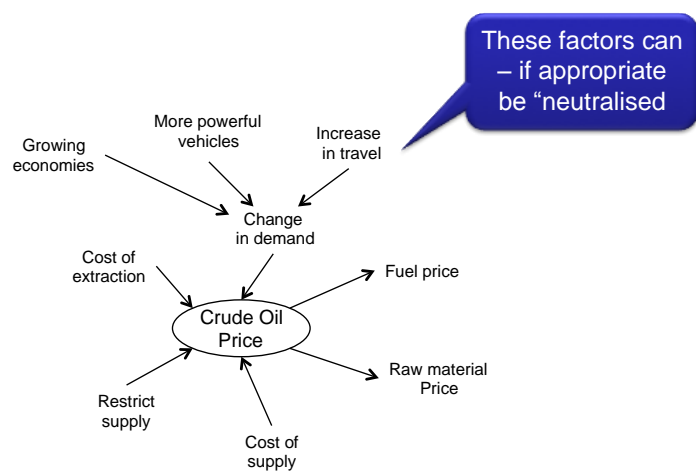 These factors can
– if appropriate
be “neutralised
More powerful
vehicles
Increase
in travel
Growing
economies
Change
in demand
Cost of
extraction
Fuel price
Crude Oil
Price
Raw material
Price
Restrict
supply
Cost of
supply